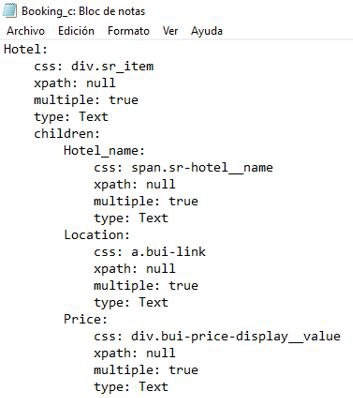 Booking_c: Bloc de notas
Archivo Edición Formato Ver Ayuda
Hotel:
    css: div.sr_item
    xpath: null
    multiple: true
    type: Text
    children:
        Hotel_name:
            css: span.sr-hotel__name
            xpath: null
            multiple: true
            type: Text
        Location:
            css: a.bui-link
            xpath: null
            multiple: true
            type: Text
        Price:
            css: div.bui-price-display__value
            xpath: null
            multiple: true
            type: Text